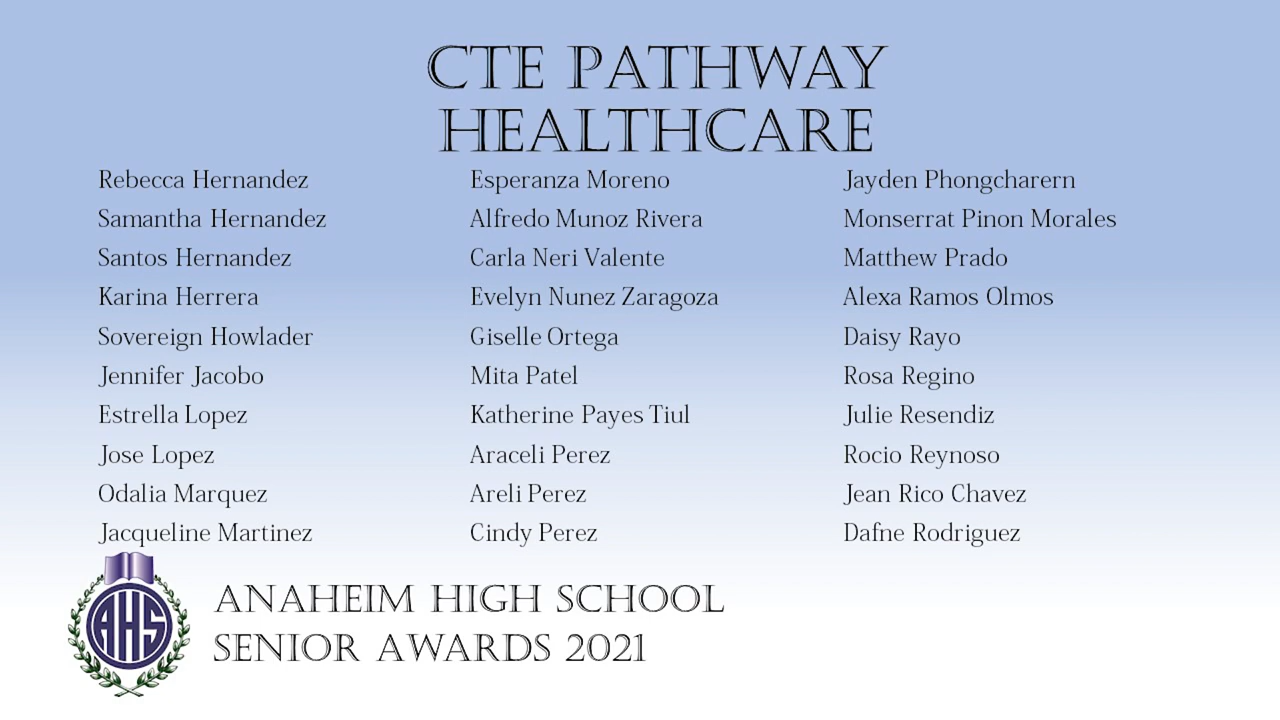 CTE PATHWAY
HEALTHCARE
Rebecca Hernandez
Samantha Hernandez
Santos Hernandez
Karina Herrera
Sovereign Howlader
Jennifer Jacobo
Estrella Lopez
Jose Lopez
Odalia Marquez
Jacqueline Martinez
Esperanza Moreno
Alfredo Munoz Rivera
Carla Neri Valente
Evelyn Nunez Zaragoza
Giselle Ortega
Mita Patel
Katherine Payes Tiul
Araceli Perez
Areli Perez
Cindy Perez
Jayden Phongcharern
Monserrat Pinon Morales
Matthew Prado
Alexa Ramos Olmos
Daisy Rayo
Rosa Regino
Julie Resendiz
Rocio Reynoso
Jean Rico Chavez
Dafne Rodriguez
AHS
ANAHEIM HIGH SCHOOL
SENIOR AWARDS 2021